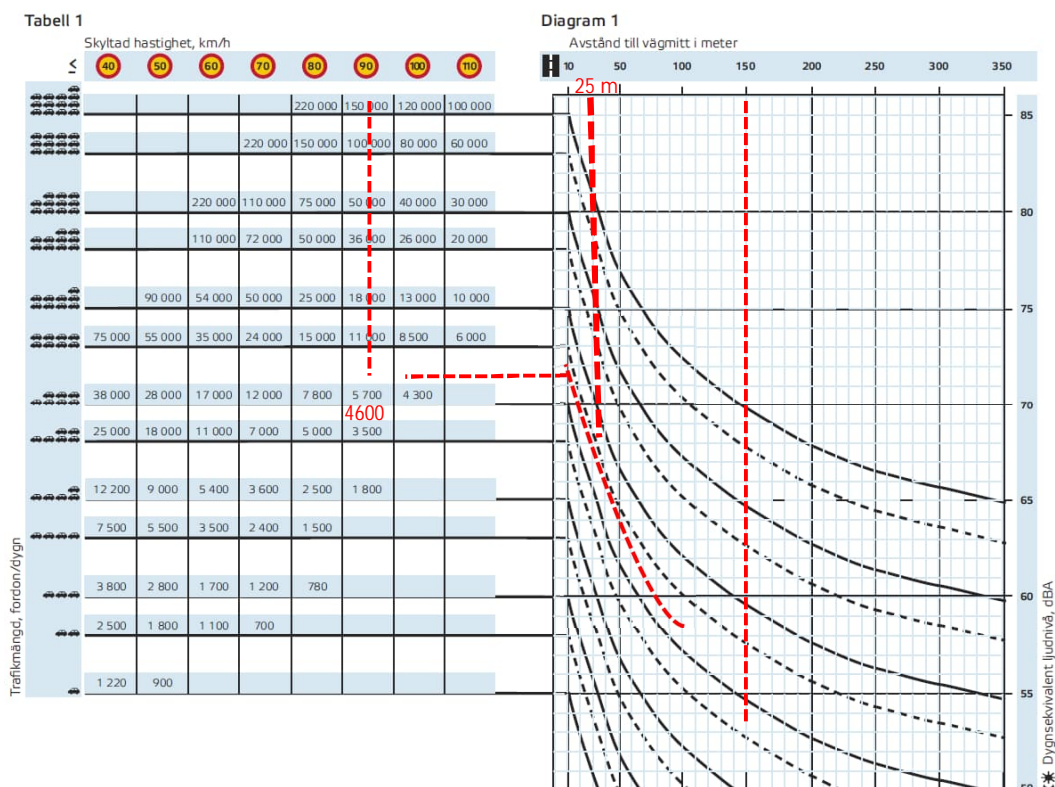 Tabell 1
Diagram 1
Skyltad hastighet, km/h
Avstånd till vägmitt i meter
≤ 40 50 60 70 80 90 100 110
10 50 100 150 200 250 300 350
25 m
220 000 150 000 120 000 100 000
85
220 000 150 000 100 000 80 000 60 000
220 000 110 000 75 000 50 000 40 000 30 000
80
110 000 72 000 50 000 36 000 26 000 20 000
90 000 54 000 50 000 25 000 18 000 13 000 10 000
75
75 000 55 000 35 000 24 000 15 000 11 000 8 500 6 000
38 000 28 000 17 000 12 000 7 800 5 700 4 300
70
4600
25 000 18 000 11 000 7 000 5 000 3 500
12 200 9 000 5 400 3 600 2 500 1 800
65
7 500 5 500 3 500 2 400 1 500
3 800 2 800 1 700 1 200 780
60
2 500 1 800 1 100 700
1 220 900
55
50
Trafikmängd, fordon/dygn
Dygnsekvivalent ljudnivå, dBA